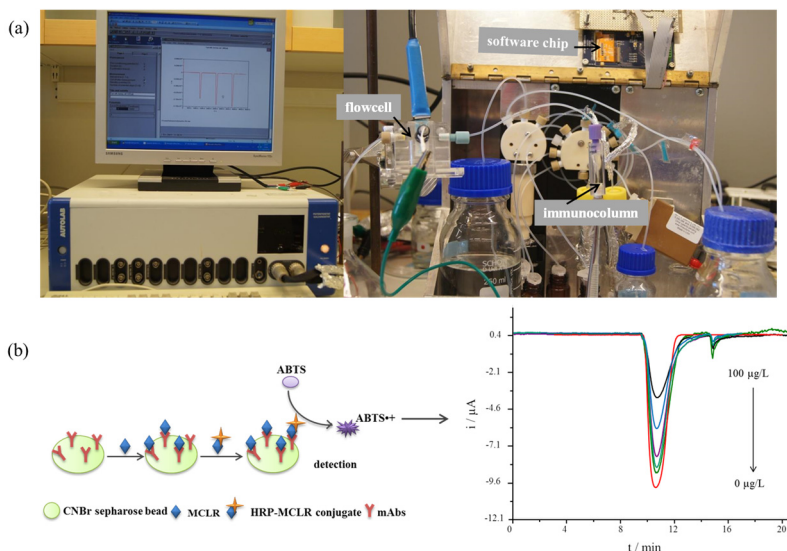 (a)
software chip
flowcell
immunocolumn
AUTOLAB
250 ml
(b)
ABTS
ABTS•+
detection
CNBr sepharose bead
MCLR
HRP-MCLR conjugate
mAbs
i / µA
0.4
-2.1
-4.6
-7.1
-9.6
-12.1
0
4
8
12
16
20
t / min
100 µg/L
0 µg/L